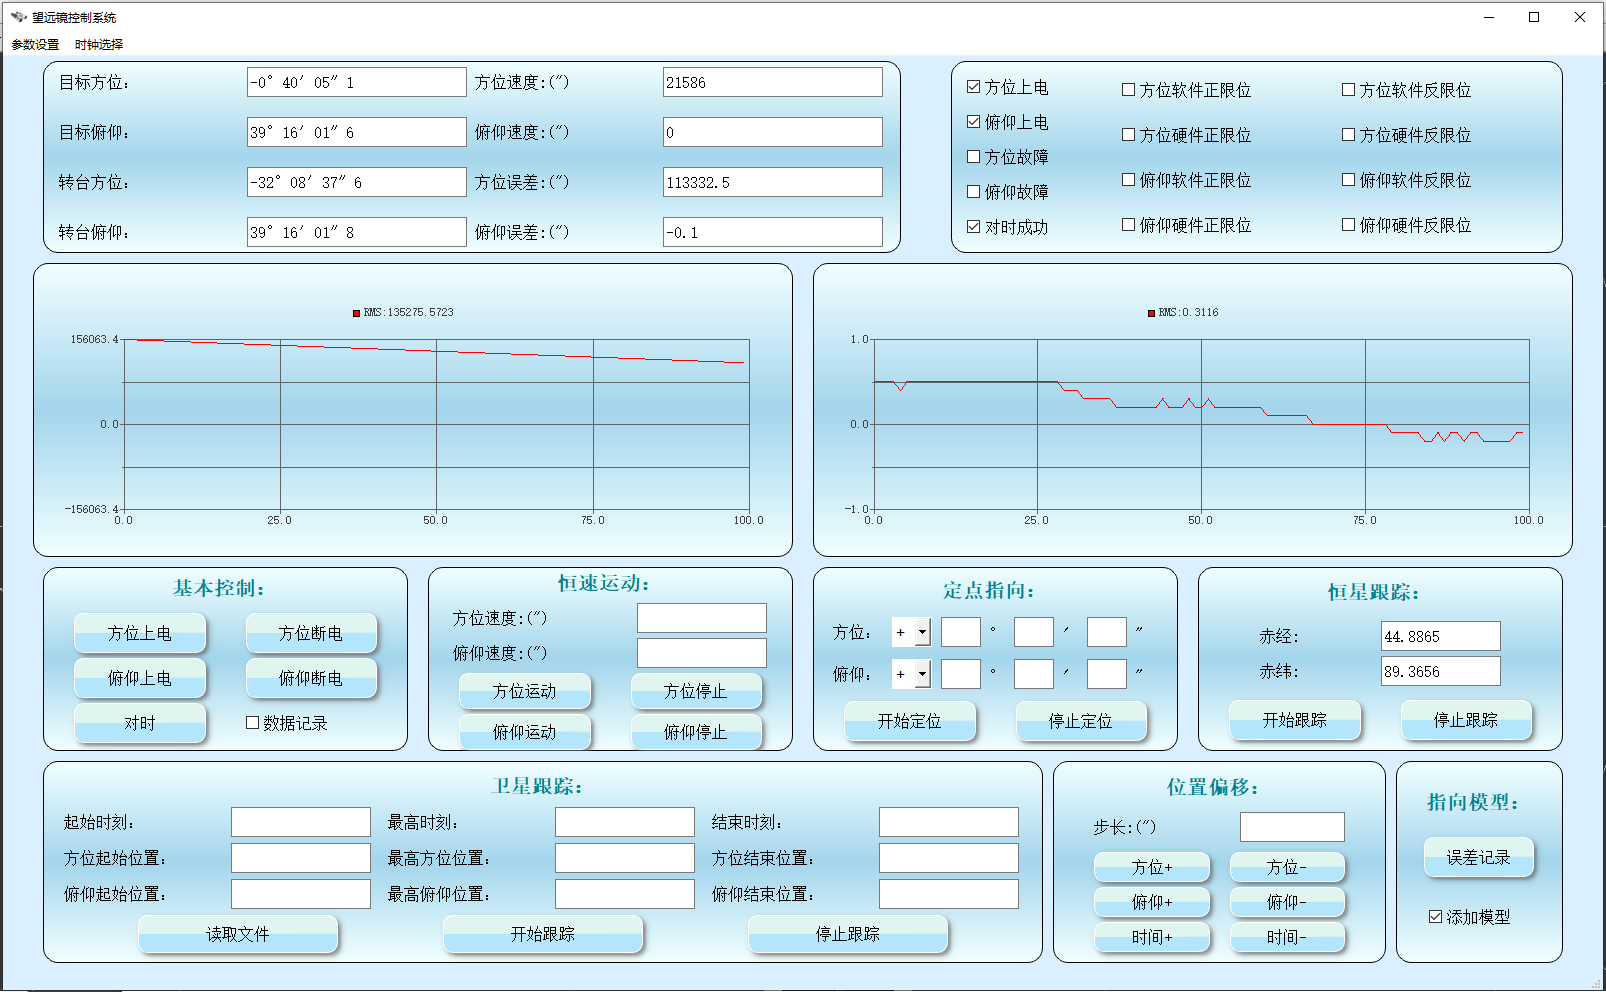 望远镜控制系统
参数设置 时钟选择
目标方位: -0° 40′ 05″ 1 方位速度:(″) 21586
目标俯仰: 39° 16′ 01″ 6 俯仰速度:(″) 0
转台方位: -32° 08′ 37″ 6 方位误差:(″) 113332.5
转台俯仰: 39° 16′ 01″ 8 俯仰误差:(″) -0.1
方位上电 方位软件正限位 方位软件反限位
俯仰上电 方位硬件正限位 方位硬件反限位
方位故障
俯仰故障 俯仰软件正限位 俯仰软件反限位
对时成功 俯仰硬件正限位 俯仰硬件反限位
RMS:135275.5723
156063.4
0.0
-156063.4
0.0 25.0 50.0 75.0 100.0
RMS:0.3116
1.0
0.0
-1.0
0.0 25.0 50.0 75.0 100.0
基本控制:
方位上电 方位断电
俯仰上电 俯仰断电
对时 数据记录
恒速运动:
方位速度:(″)
俯仰速度:(″)
方位运动 方位停止
俯仰运动 俯仰停止
定点指向:
方位: + ° ′ ″
俯仰: + ° ′ ″
开始定位 停止定位
恒星跟踪:
赤经: 44.8865
赤纬: 89.3656
开始跟踪 停止跟踪
卫星跟踪:
起始时刻: 最高时刻: 结束时刻:
方位起始位置: 最高方位位置: 方位结束位置:
俯仰起始位置: 最高俯仰位置: 俯仰结束位置:
读取文件 开始跟踪 停止跟踪
位置偏移:
步长:(″)
方位+ 方位-
俯仰+ 俯仰-
时间+ 时间-
指向模型:
误差记录
添加模型